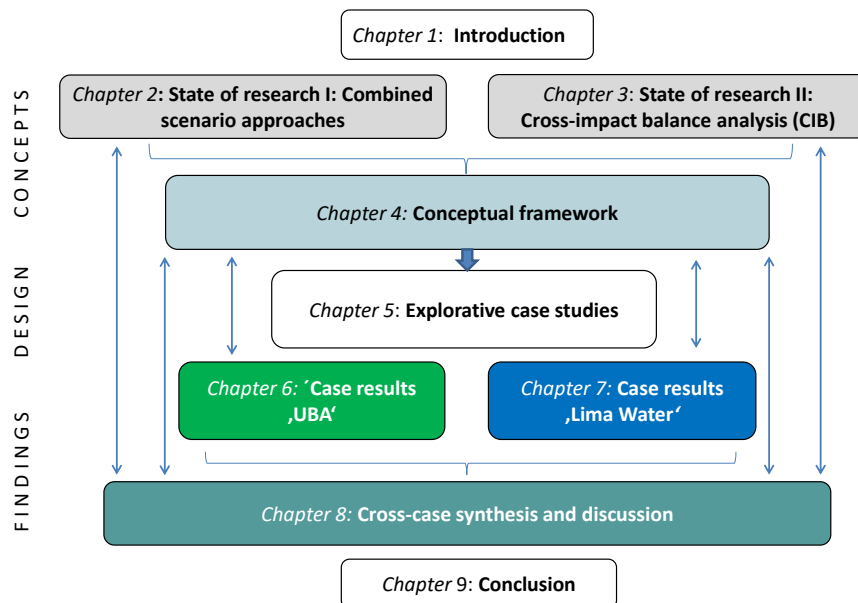 Chapter 1: Introduction
CONCEPTS
Chapter 2: State of research I: Combined
scenario approaches
Chapter 3: State of research II:
Cross-impact balance analysis (CIB)
Chapter 4: Conceptual framework
DESIGN
Chapter 5: Explorative case studies
FINDINGS
Chapter 6: ´Case results
‚UBA‘
Chapter 7: Case results
‚Lima Water‘
Chapter 8: Cross-case synthesis and discussion
Chapter 9: Conclusion